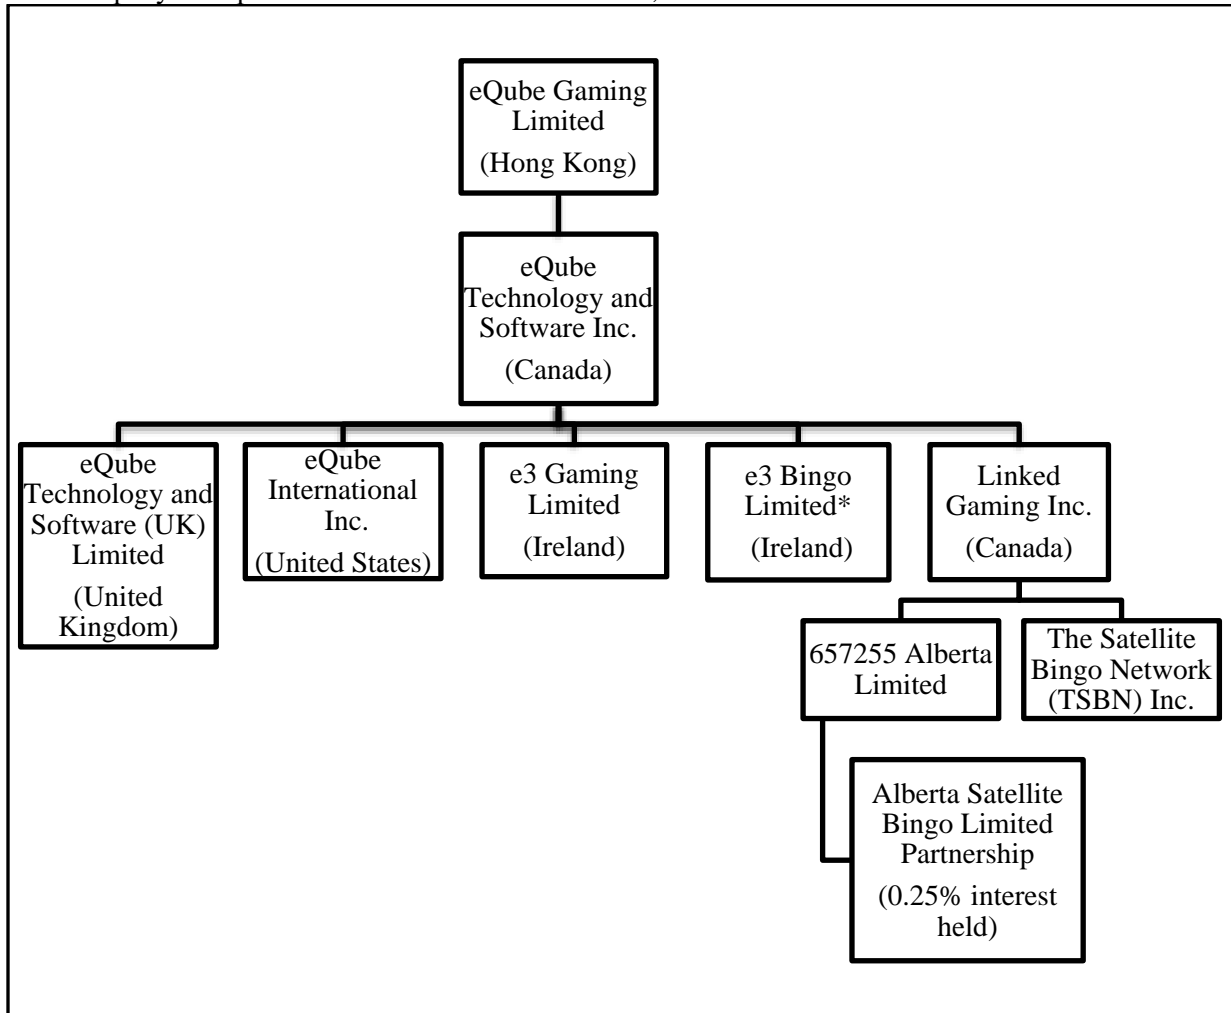 eQube Gaming
Limited
(Hong Kong)
eQube
Technology and
Software Inc.
(Canada)
eQube
Technology and
Software (UK)
Limited
(United
Kingdom)
eQube
International
Inc.
(United States)
e3 Gaming
Limited
(Ireland)
e3 Bingo
Limited*
(Ireland)
Linked
Gaming Inc.
(Canada)
657255 Alberta
Limited
The Satellite
Bingo Network
(TSBN) Inc.
Alberta Satellite
Bingo Limited
Partnership
(0.25% interest
held)